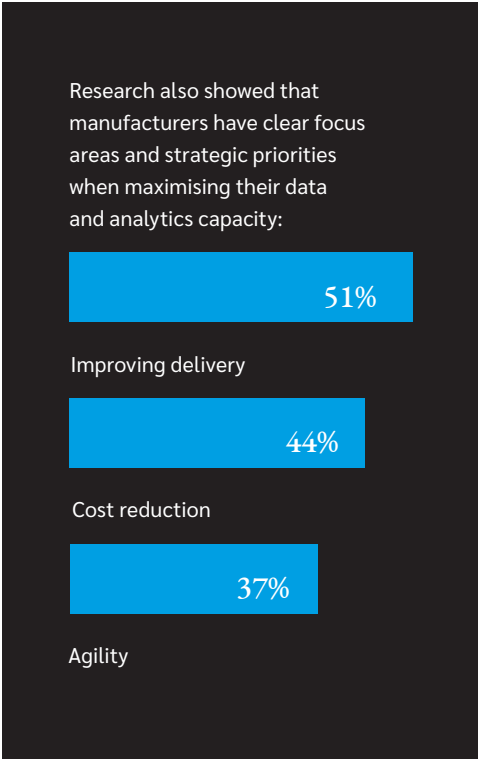 Research also showed that
manufacturers have clear focus
areas and strategic priorities
when maximising their data
and analytics capacity:
51%
Improving delivery
44%
Cost reduction
37%
Agility